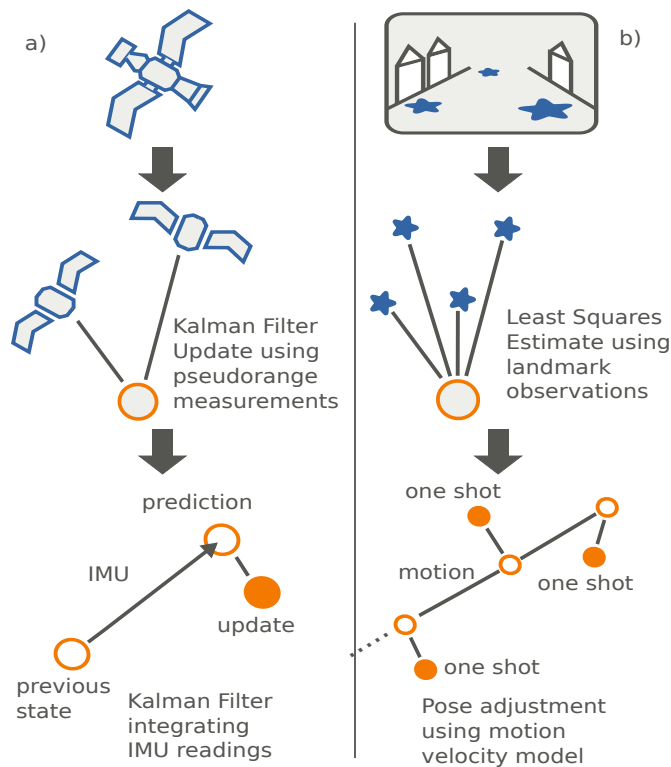 a)
Kalman Filter
Update using
pseudorange
measurements
prediction
IMU
update
previous
state
Kalman Filter
integrating
IMU readings
b)
Least Squares
Estimate using
landmark
observations
one shot
motion
one shot
one shot
Pose adjustment
using motion
velocity model